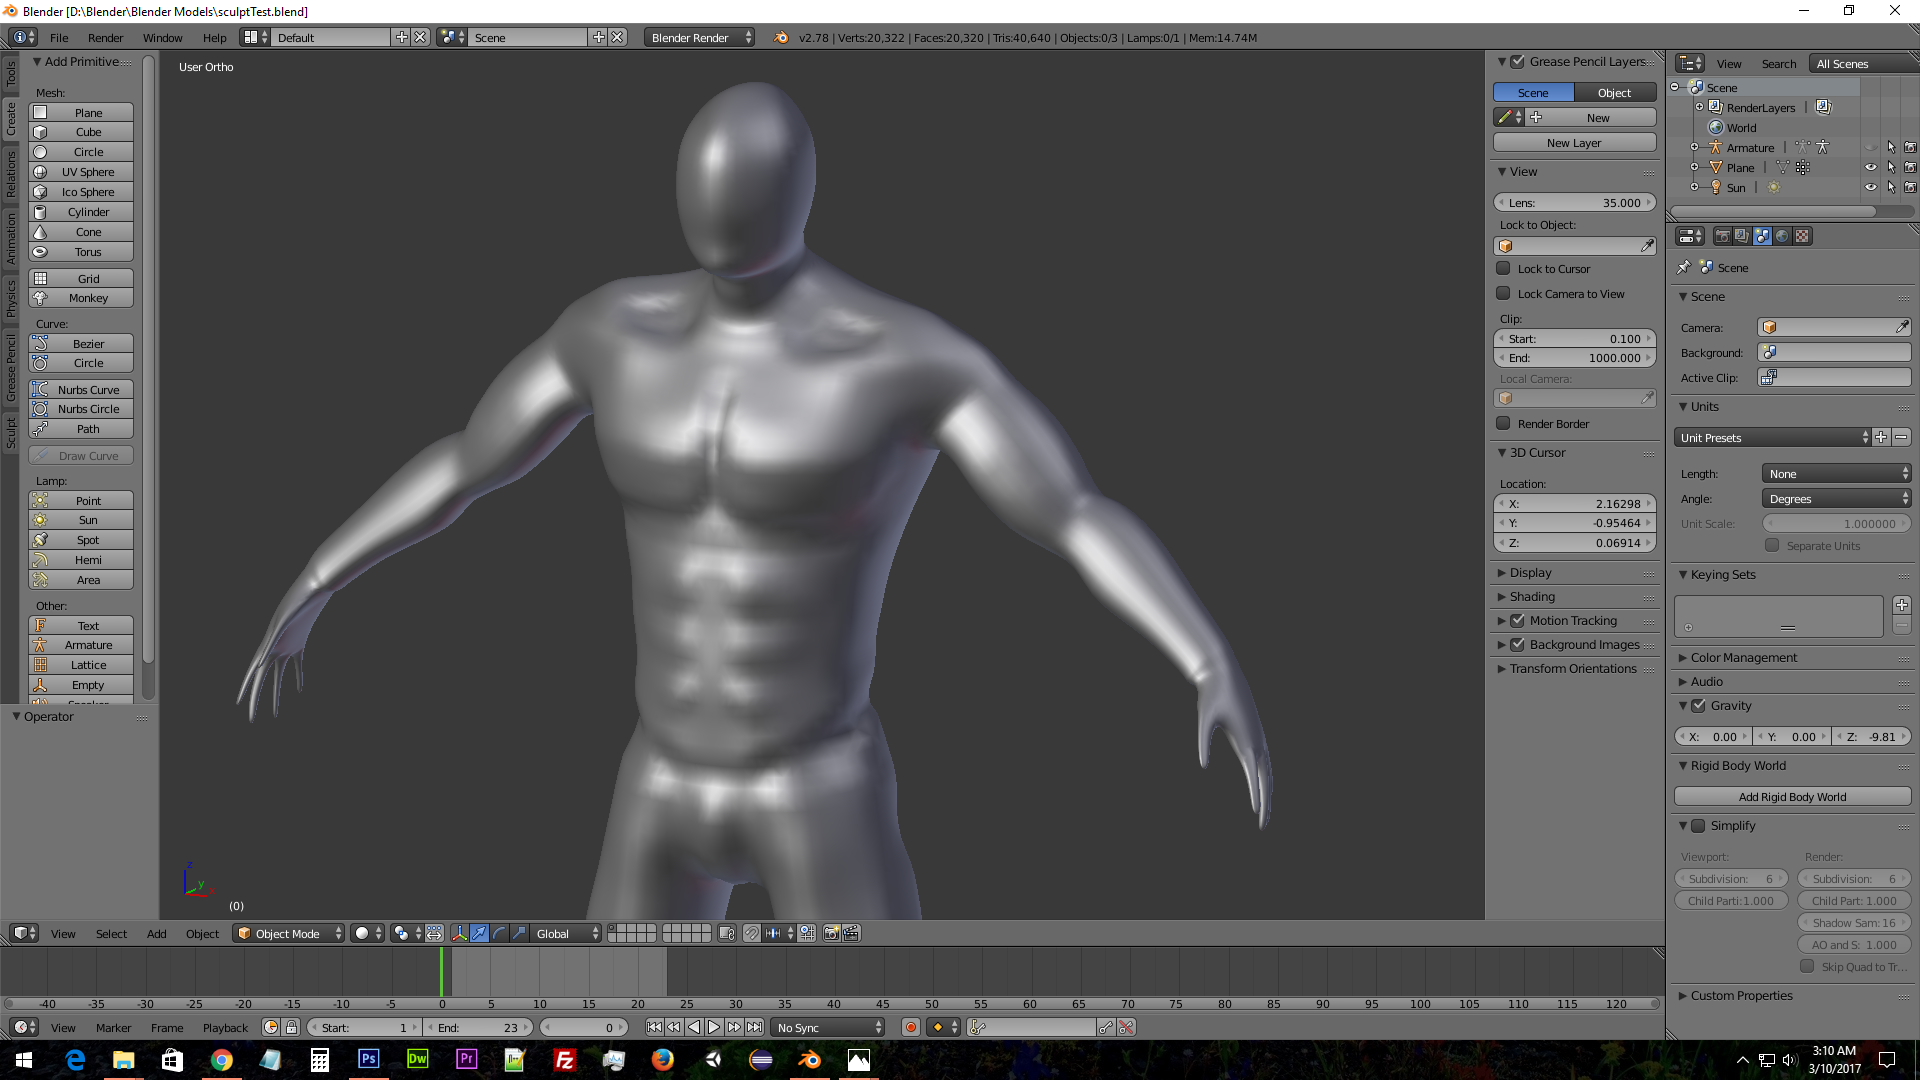 Blender [D:\Blender\Blender Models\sculptTest.blend]
File Render Window Help Default Scene Blender Render v2.78 | Verts:20,322 | Faces:20,320 | Tris:40,640 | Objects:0/3 | Lamps:0/1 | Mem:14.74M
Tools
Create
Relations
Animation
Physics
Grease Pencil
Sculpt
Add Primitive
Mesh:
Plane
Cube
Circle
UV Sphere
Ico Sphere
Cylinder
Cone
Torus
Grid
Monkey
Curve:
Bezier
Circle
Nurbs Curve
Nurbs Circle
Path
Draw Curve
Lamp:
Point
Sun
Spot
Hemi
Area
Other:
Text
Armature
Lattice
Empty
Operator
User Ortho
z
y
x
(0)
Grease Pencil Layers
Scene Object
New
New Layer
View
Lens: 35.000
Lock to Object:
Lock to Cursor
Lock Camera to View
Clip:
Start: 0.100
End: 1000.000
Local Camera:
Render Border
3D Cursor
Location:
X: 2.16298
Y: -0.95464
Z: 0.06914
Display
Shading
Motion Tracking
Background Images
Transform Orientations
View Search All Scenes
Scene
RenderLayers |
World
Armature |
Plane |
Sun |
Scene
Scene
Camera:
Background:
Active Clip:
Units
Unit Presets
Length: None
Angle: Degrees
Unit Scale: 1.000000
Separate Units
Keying Sets
Color Management
Audio
Gravity
X: 0.00 Y: 0.00 Z: -9.81
Rigid Body World
Add Rigid Body World
Simplify
Viewport: Render:
Subdivision: 6 Subdivision: 6
Child Parti:1.000 Child Part: 1.000
Shadow Sam: 16
AO and S: 1.000
Skip Quad to Tr...
Custom Properties
View Select Add Object Object Mode Global
-40 -35 -30 -25 -20 -15 -10 -5 0 5 10 15 20 25 30 35 40 45 50 55 60 65 70 75 80 85 90 95 100 105 110 115 120
View Marker Frame Playback Start: 1 End: 23 0 No Sync
Ps Dw Pr Fz
3:10 AM
3/10/2017